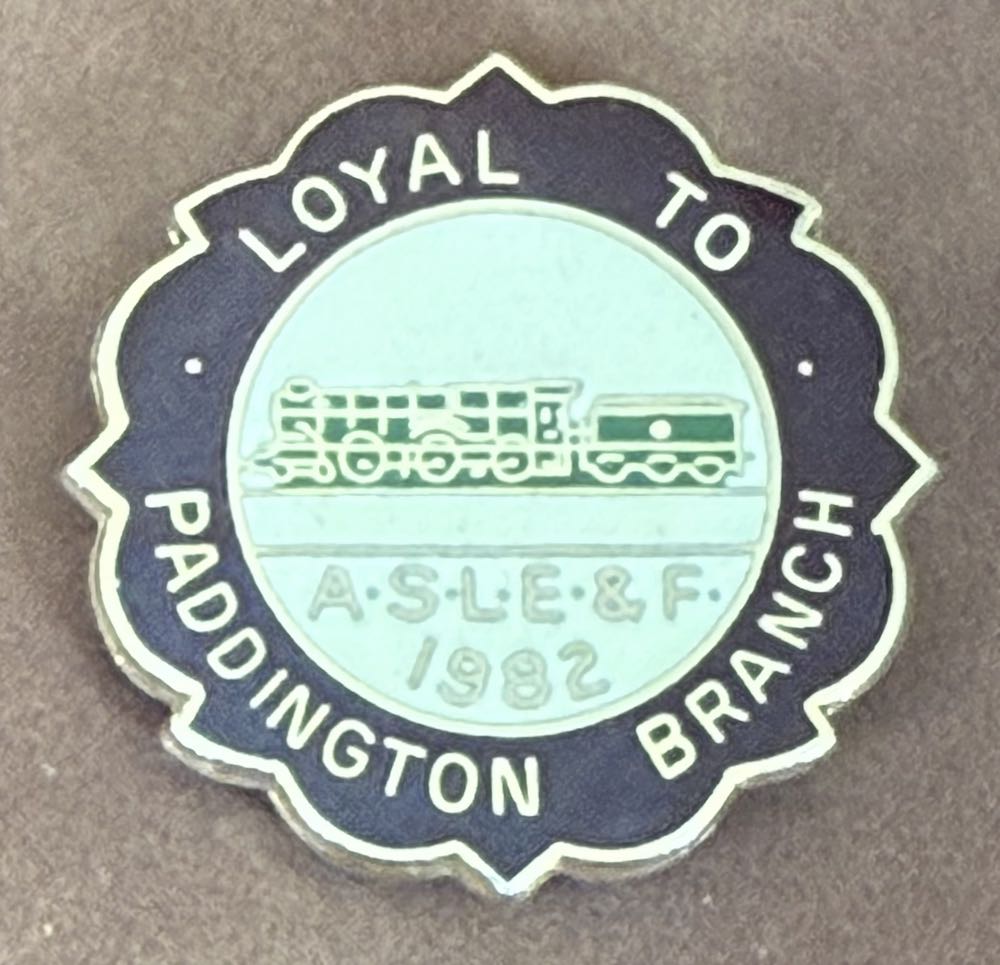 LOYAL TO
A·S·L·E·&F·
1982
PADDINGTON BRANCH